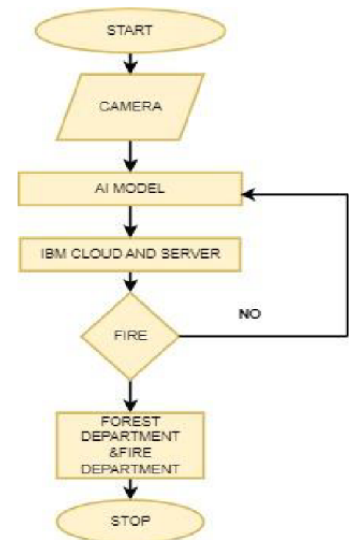 START
CAMERA
AI MODEL
IBM CLOUD AND SERVER
FIRE
NO
FOREST
DEPARTMENT
&FIRE
DEPARTMENT
STOP